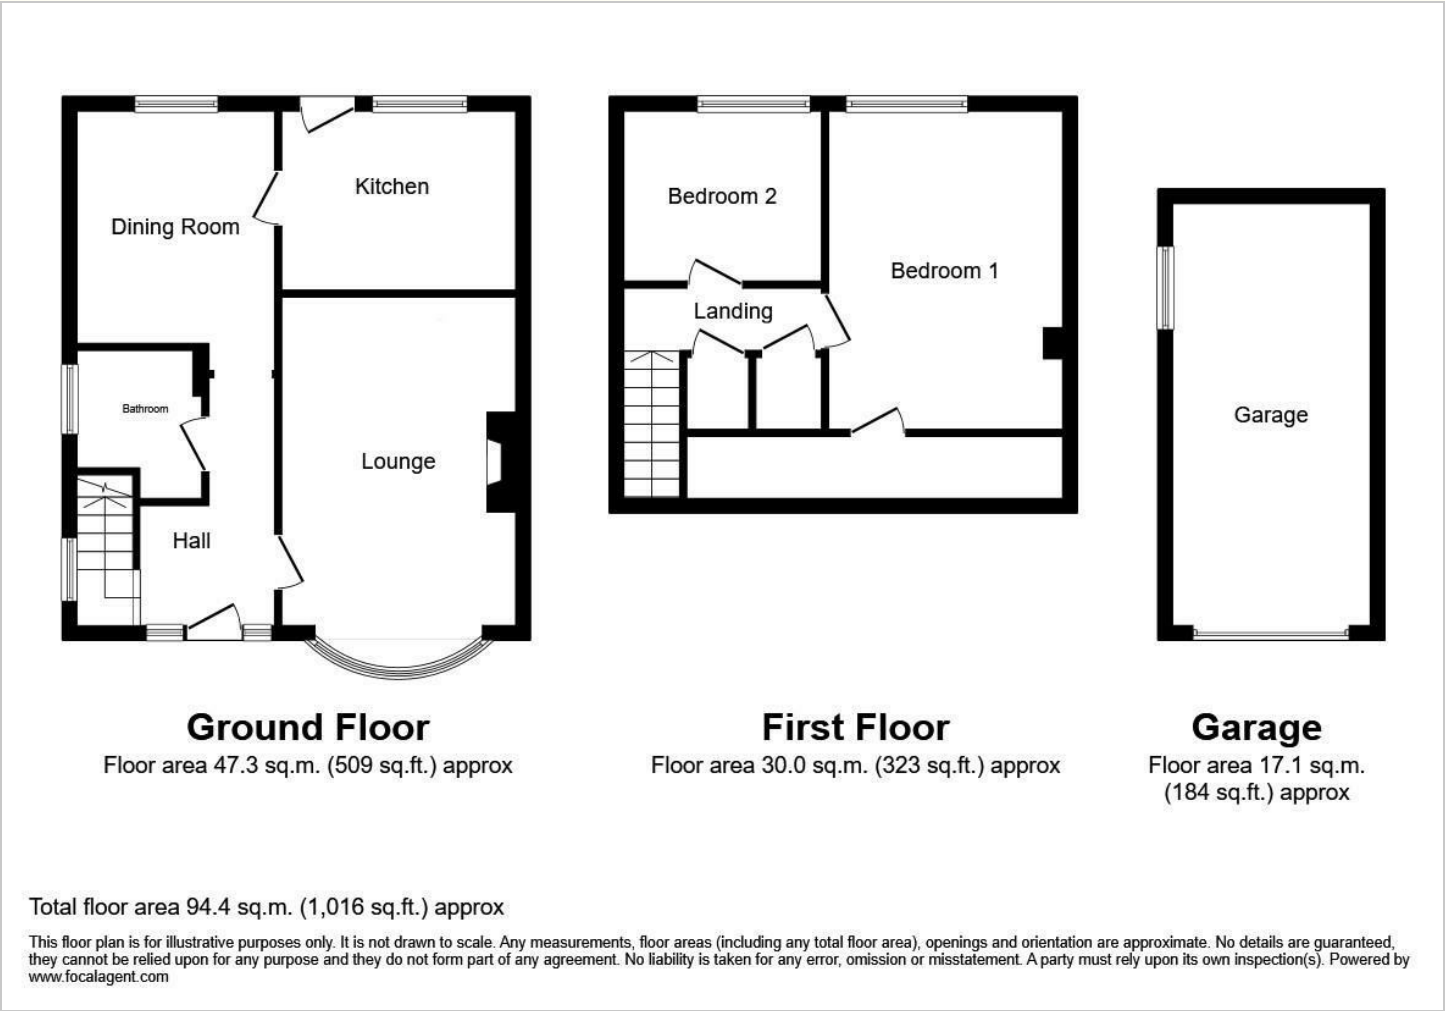 Dining Room
Kitchen
Bathroom
Lounge
Hall
Bedroom 2
Bedroom 1
Landing
Garage
Ground Floor
Floor area 47.3 sq.m. (509 sq.ft.) approx
First Floor
Floor area 30.0 sq.m. (323 sq.ft.) approx
Garage
Floor area 17.1 sq.m.
(184 sq.ft.) approx
Total floor area 94.4 sq.m. (1,016 sq.ft.) approx
This floor plan is for illustrative purposes only. It is not drawn to scale. Any measurements, floor areas (including any total floor area), openings and orientation are approximate. No details are guaranteed,
they cannot be relied upon for any purpose and they do not form part of any agreement. No liability is taken for any error, omission or misstatement. A party must rely upon its own inspection(s). Powered by
www.focalagent.com